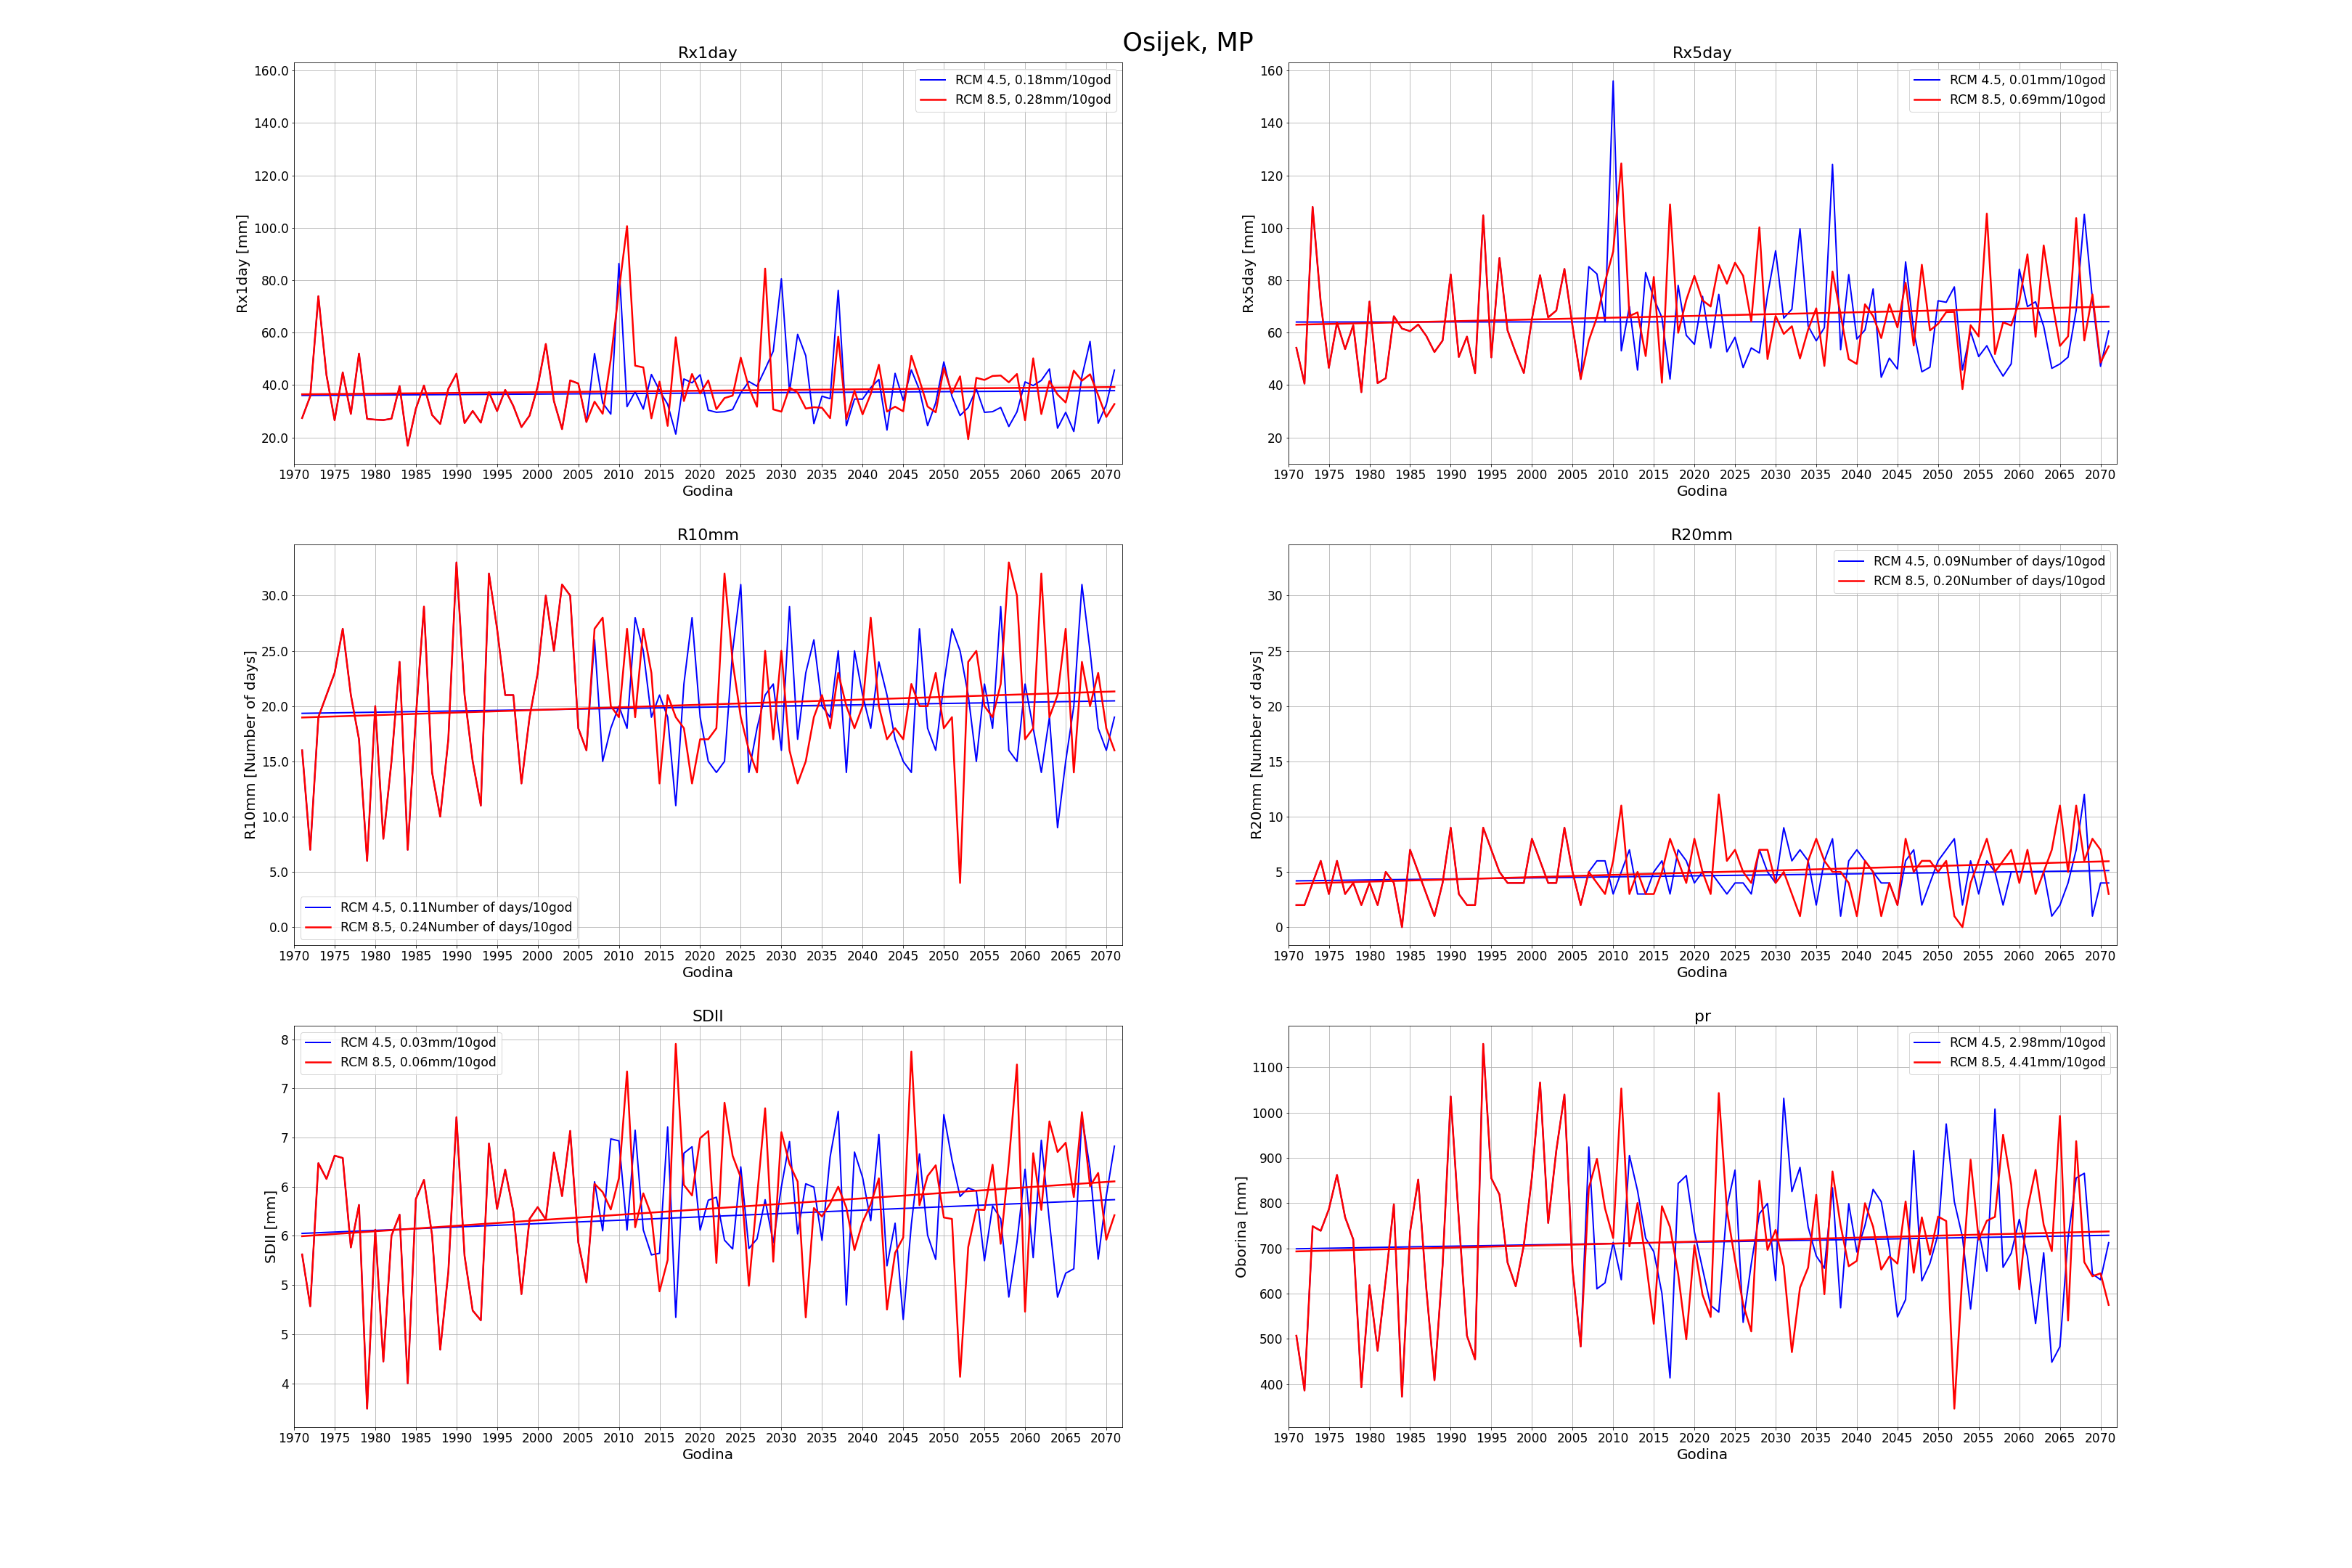 Osijek, MP
Rx1day
Rx1day [mm]
160.0
140.0
120.0
100.0
80.0
60.0
40.0
20.0
RCM 4.5, 0.18mm/10god
RCM 8.5, 0.28mm/10god
1970 1975 1980 1985 1990 1995 2000 2005 2010 2015 2020 2025 2030 2035 2040 2045 2050 2055 2060 2065 2070
Godina
Rx5day
Rx5day [mm]
160
140
120
100
80
60
40
20
RCM 4.5, 0.01mm/10god
RCM 8.5, 0.69mm/10god
1970 1975 1980 1985 1990 1995 2000 2005 2010 2015 2020 2025 2030 2035 2040 2045 2050 2055 2060 2065 2070
Godina
R10mm
R10mm [Number of days]
30.0
25.0
20.0
15.0
10.0
5.0
0.0
RCM 4.5, 0.11Number of days/10god
RCM 8.5, 0.24Number of days/10god
1970 1975 1980 1985 1990 1995 2000 2005 2010 2015 2020 2025 2030 2035 2040 2045 2050 2055 2060 2065 2070
Godina
R20mm
R20mm [Number of days]
30
25
20
15
10
5
0
RCM 4.5, 0.09Number of days/10god
RCM 8.5, 0.20Number of days/10god
1970 1975 1980 1985 1990 1995 2000 2005 2010 2015 2020 2025 2030 2035 2040 2045 2050 2055 2060 2065 2070
Godina
SDII
SDII [mm]
8
7
7
6
6
5
5
4
RCM 4.5, 0.03mm/10god
RCM 8.5, 0.06mm/10god
1970 1975 1980 1985 1990 1995 2000 2005 2010 2015 2020 2025 2030 2035 2040 2045 2050 2055 2060 2065 2070
Godina
pr
Oborina [mm]
1100
1000
900
800
700
600
500
400
RCM 4.5, 2.98mm/10god
RCM 8.5, 4.41mm/10god
1970 1975 1980 1985 1990 1995 2000 2005 2010 2015 2020 2025 2030 2035 2040 2045 2050 2055 2060 2065 2070
Godina